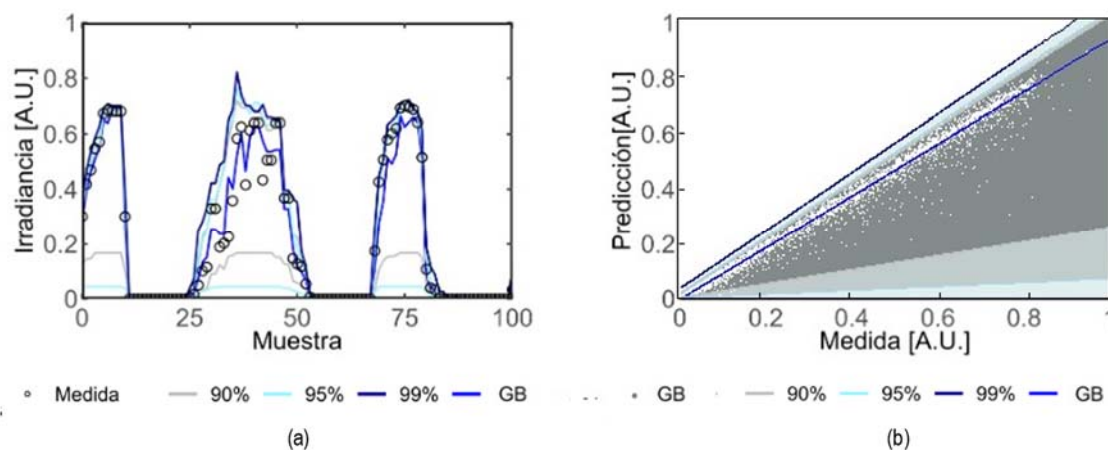 1
0.8
0.6
0.4
0.2
0
Irradiancia [A.U.]
0 25 50 75 100
Muestra
Medida 90% 95% 99% GB
(a)
1
0.8
0.6
0.4
0.2
0
Predicción[A.U.]
0 0.2 0.4 0.6 0.8 1
Medida [A.U.]
GB 90% 95% 99% GB
(b)